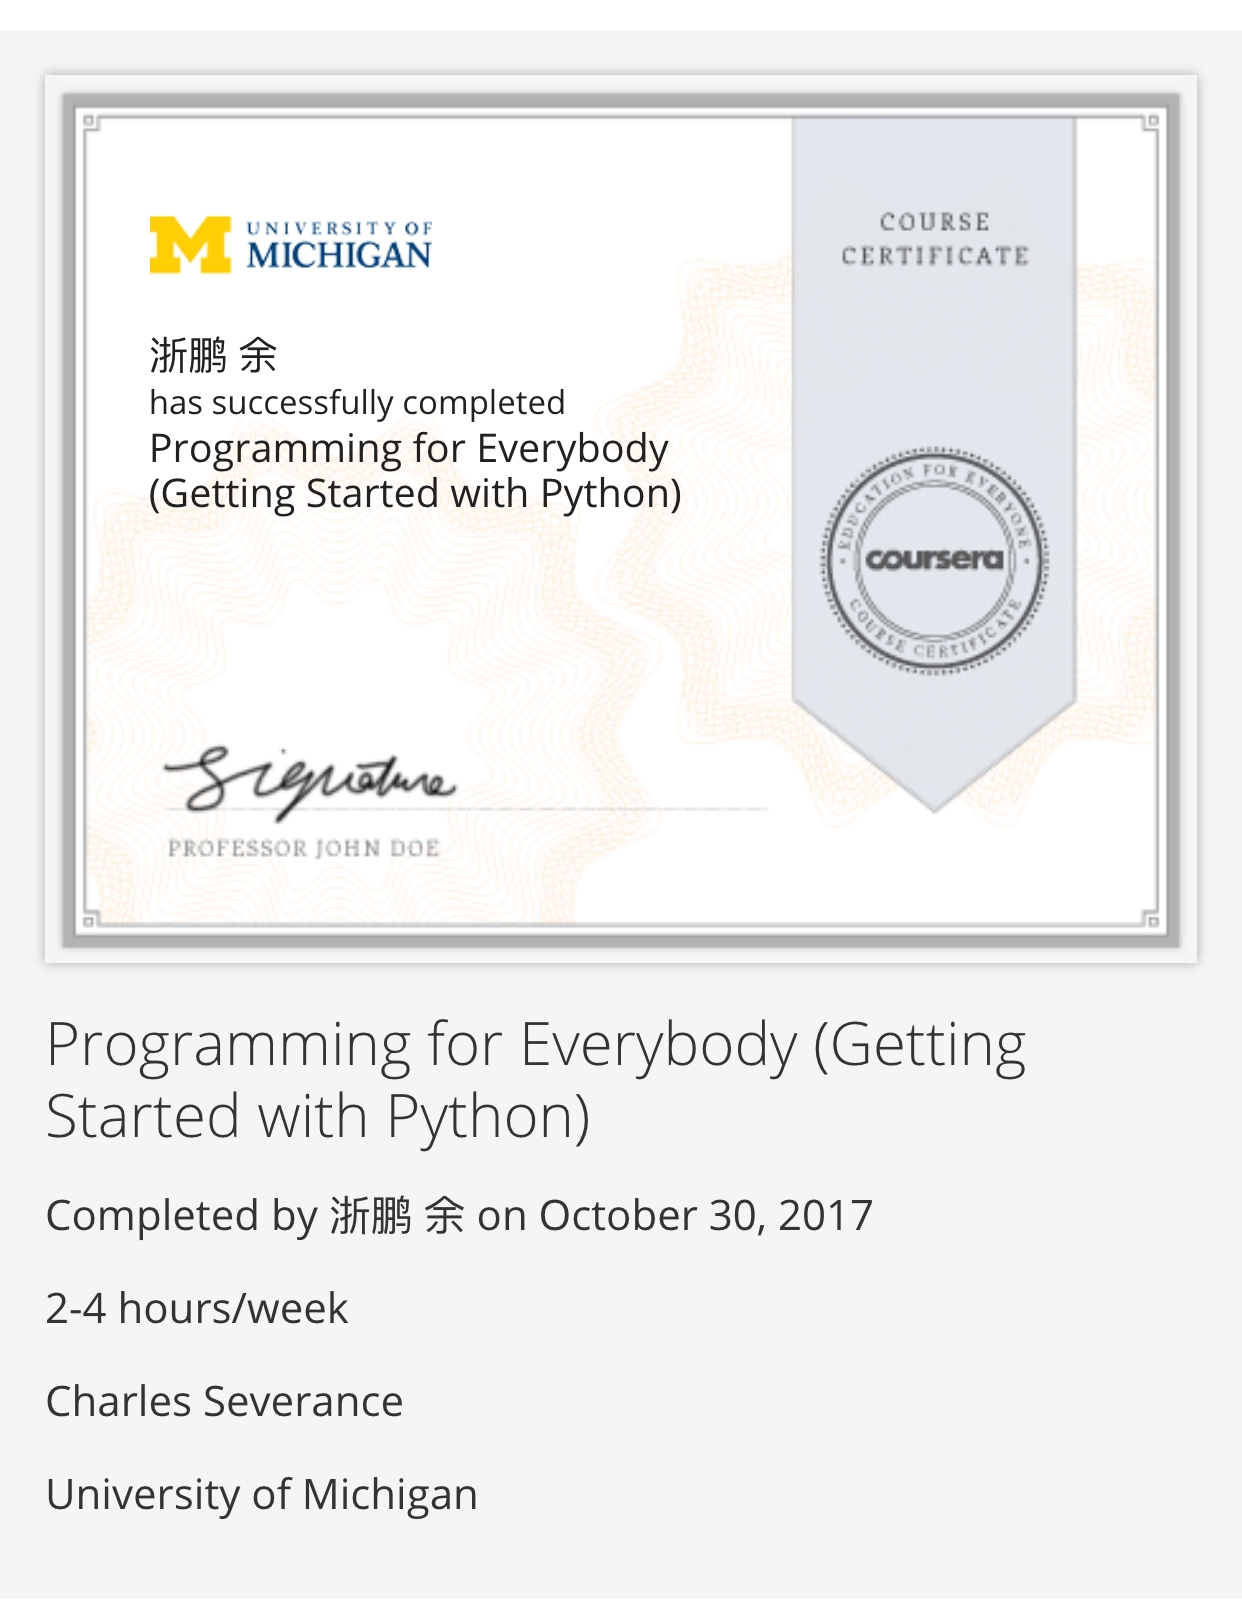 UNIVERSITY OF
MICHIGAN
COURSE
CERTIFICATE
浙鹏 余
has successfully completed
Programming for Everybody
(Getting Started with Python)
• EDUCATION FOR EVERYONE •
coursera
COURSE CERTIFICATE
Signature
PROFESSOR JOHN DOE
Programming for Everybody (Getting
Started with Python)
Completed by 浙鹏 余 on October 30, 2017
2-4 hours/week
Charles Severance
University of Michigan